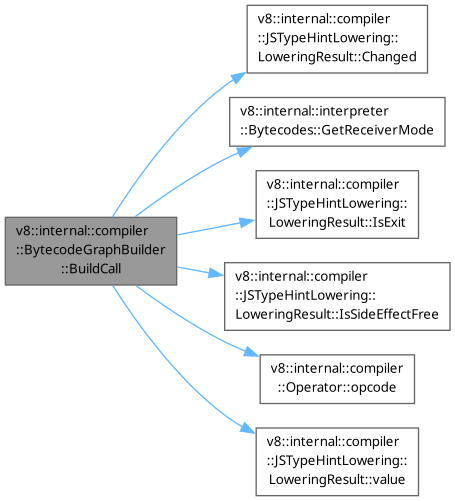 v8::internal::compiler
::BytecodeGraphBuilder
::BuildCall
v8::internal::compiler
::JSTypeHintLowering::
LoweringResult::Changed
v8::internal::interpreter
::Bytecodes::GetReceiverMode
v8::internal::compiler
::JSTypeHintLowering::
LoweringResult::IsExit
v8::internal::compiler
::JSTypeHintLowering::
LoweringResult::IsSideEffectFree
v8::internal::compiler
::Operator::opcode
v8::internal::compiler
::JSTypeHintLowering::
LoweringResult::value